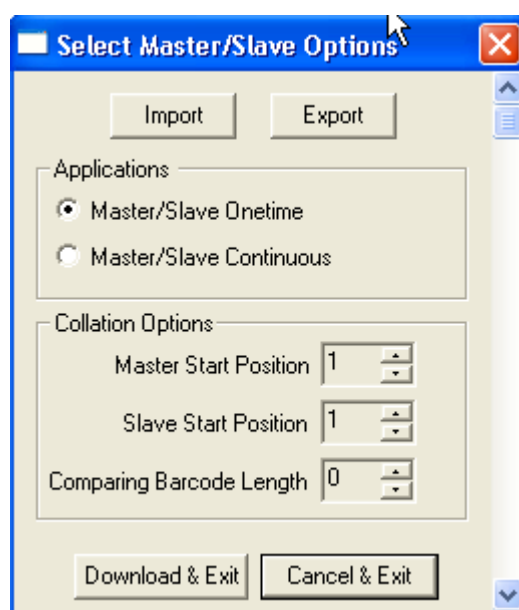 Select Master/Slave Options
Import Export
Applications
Master/Slave Onetime
Master/Slave Continuous
Collation Options
Master Start Position 1
Slave Start Position 1
Comparing Barcode Length 0
Download & Exit Cancel & Exit